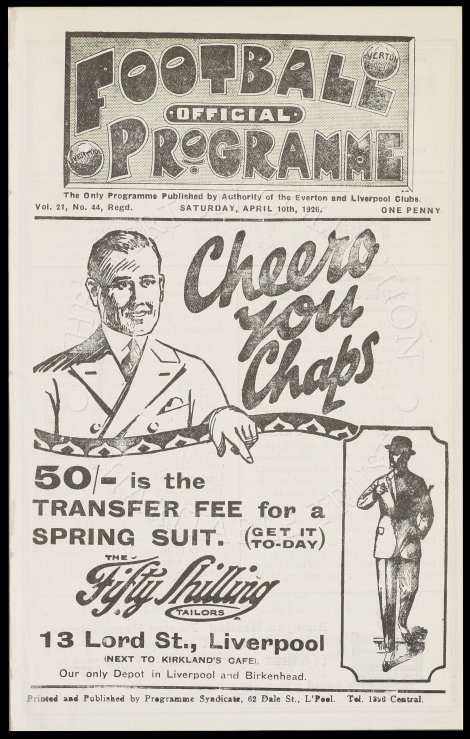 FOOTBALL
EVERTON
OFFICIAL
PROGRAMME
The Only Programme Published by Authority of the Everton and Liverpool Clubs.
Vol. 21, No. 44, Regd. SATURDAY, APRIL 10th, 1926. ONE PENNY
Cheero
you
Chaps
50/- is the
TRANSFER FEE for a
SPRING SUIT. (GET IT
TO-DAY)
THE
Fifty Shilling
TAILORS
13 Lord St., Liverpool
(NEXT TO KIRKLAND'S CAFE).
Our only Depot in Liverpool and Birkenhead.
Printed and Published by Programme Syndicate, 62 Dale St., L'Pool. Tel. 1896 Central.